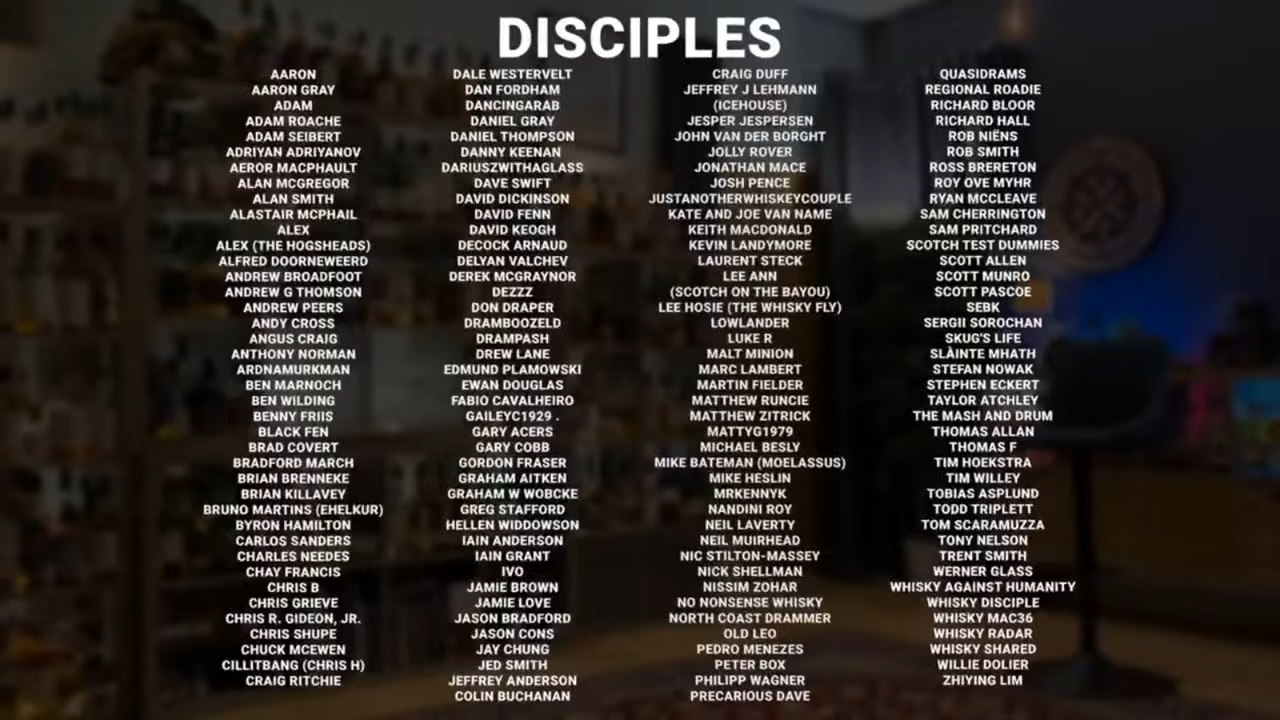 DISCIPLES
AARON
AARON GRAY
ADAM
ADAM ROACHE
ADAM SEIBERT
ADRIYAN ADRIYANOV
AEROR MACPHAULT
ALAN MCGREGOR
ALAN SMITH
ALASTAIR MCPHAIL
ALEX
ALEX (THE HOGSHEADS)
ALFRED DOORNEWEERD
ANDREW BROADFOOT
ANDREW G THOMSON
ANDREW PEERS
ANDY CROSS
ANGUS CRAIG
ANTHONY NORMAN
ARDNAMURKMAN
BEN MARNOCH
BEN WILDING
BENNY FRIIS
BLACK FEN
BRAD COVERT
BRADFORD MARCH
BRIAN BRENNEKE
BRIAN KILLAVEY
BRUNO MARTINS (EHELKUR)
BYRON HAMILTON
CARLOS SANDERS
CHARLES NEEDES
CHAY FRANCIS
CHRIS B
CHRIS GRIEVE
CHRIS R. GIDEON, JR.
CHRIS SHUPE
CHUCK MCEWEN
CILLITBANG (CHRIS H)
CRAIG RITCHIE
DALE WESTERVELT
DAN FORDHAM
DANCINGARAB
DANIEL GRAY
DANIEL THOMPSON
DANNY KEENAN
DARIUSZWITHAGLASS
DAVE SWIFT
DAVID DICKINSON
DAVID FENN
DAVID KEOGH
DECOCK ARNAUD
DELYAN VALCHEV
DEREK MCGRAYNOR
DEZZZ
DON DRAPER
DRAMBOOZELD
DRAMPASH
DREW LANE
EDMUND PLAMOWSKI
EWAN DOUGLAS
FABIO CAVALHEIRO
GAILEYC1929 .
GARY ACERS
GARY COBB
GORDON FRASER
GRAHAM AITKEN
GRAHAM W WOBCKE
GREG STAFFORD
HELLEN WIDDOWSON
IAIN ANDERSON
IAIN GRANT
IVO
JAMIE BROWN
JAMIE LOVE
JASON BRADFORD
JASON CONS
JAY CHUNG
JED SMITH
JEFFREY ANDERSON
COLIN BUCHANAN
CRAIG DUFF
JEFFREY J LEHMANN
(ICEHOUSE)
JESPER JESPERSEN
JOHN VAN DER BORGHT
JOLLY ROVER
JONATHAN MACE
JOSH PENCE
JUSTANOTHERWHISKEYCOUPLE
KATE AND JOE VAN NAME
KEITH MACDONALD
KEVIN LANDYMORE
LAURENT STECK
LEE ANN
(SCOTCH ON THE BAYOU)
LEE HOSIE (THE WHISKY FLY)
LOWLANDER
LUKE R
MALT MINION
MARC LAMBERT
MARTIN FIELDER
MATTHEW RUNCIE
MATTHEW ZITRICK
MATTYG1979
MICHAEL BESLY
MIKE BATEMAN (MOELASSUS)
MIKE HESLIN
MRKENNYK
NANDINI ROY
NEIL LAVERTY
NEIL MUIRHEAD
NIC STILTON-MASSEY
NICK SHELLMAN
NISSIM ZOHAR
NO NONSENSE WHISKY
NORTH COAST DRAMMER
OLD LEO
PEDRO MENEZES
PETER BOX
PHILIPP WAGNER
PRECARIOUS DAVE
QUASIDRAMS
REGIONAL ROADIE
RICHARD BLOOR
RICHARD HALL
ROB NIËNS
ROB SMITH
ROSS BRERETON
ROY OVE MYHR
RYAN MCCLEAVE
SAM CHERRINGTON
SAM PRITCHARD
SCOTCH TEST DUMMIES
SCOTT ALLEN
SCOTT MUNRO
SCOTT PASCOE
SEBK
SERGII SOROCHAN
SKUG'S LIFE
SLÀINTE MHATH
STEFAN NOWAK
STEPHEN ECKERT
TAYLOR ATCHLEY
THE MASH AND DRUM
THOMAS ALLAN
THOMAS F
TIM HOEKSTRA
TIM WILLEY
TOBIAS ASPLUND
TODD TRIPLETT
TOM SCARAMUZZA
TONY NELSON
TRENT SMITH
WERNER GLASS
WHISKY AGAINST HUMANITY
WHISKY DISCIPLE
WHISKY MAC36
WHISKY RADAR
WHISKY SHARED
WILLIE DOLIER
ZHIYING LIM